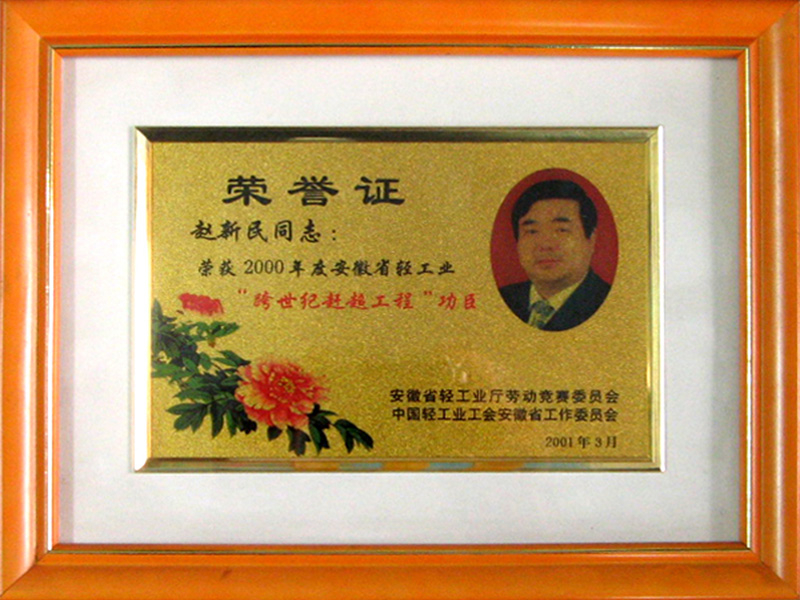 荣誉证
赵新民同志：
荣获2000年度安徽省轻工业
“跨世纪赶超工程”功臣
安徽省轻工业厅劳动竞赛委员会
中国轻工业工会安徽省工作委员会
2001年3月